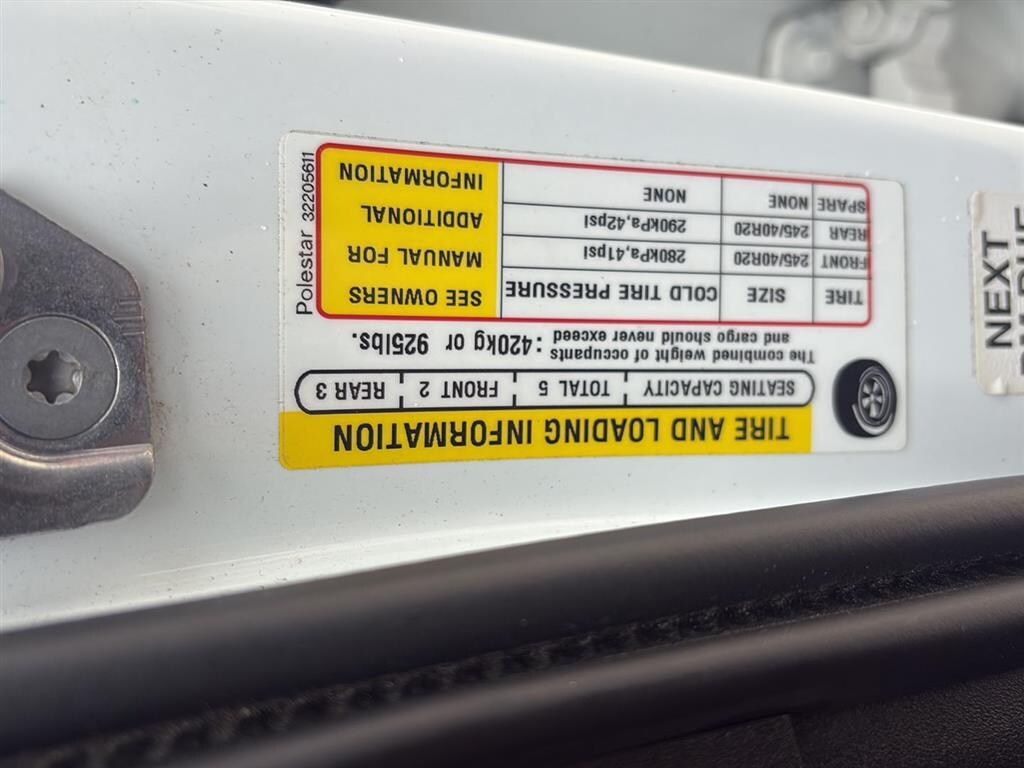 TIRE AND LOADING INFORMATION
SEATING CAPACITY TOTAL 5 FRONT 2 REAR 3
The combined weight of occupants
and cargo should never exceed :420kg or 925lbs.
TIRE SIZE COLD TIRE PRESSURE SEE OWNERS
FRONT 245/40R20 280kPa,41psi MANUAL FOR
REAR 245/40R20 290kPa,42psi ADDITIONAL
SPARE NONE NONE INFORMATION
Polestar 32205611
NEXT